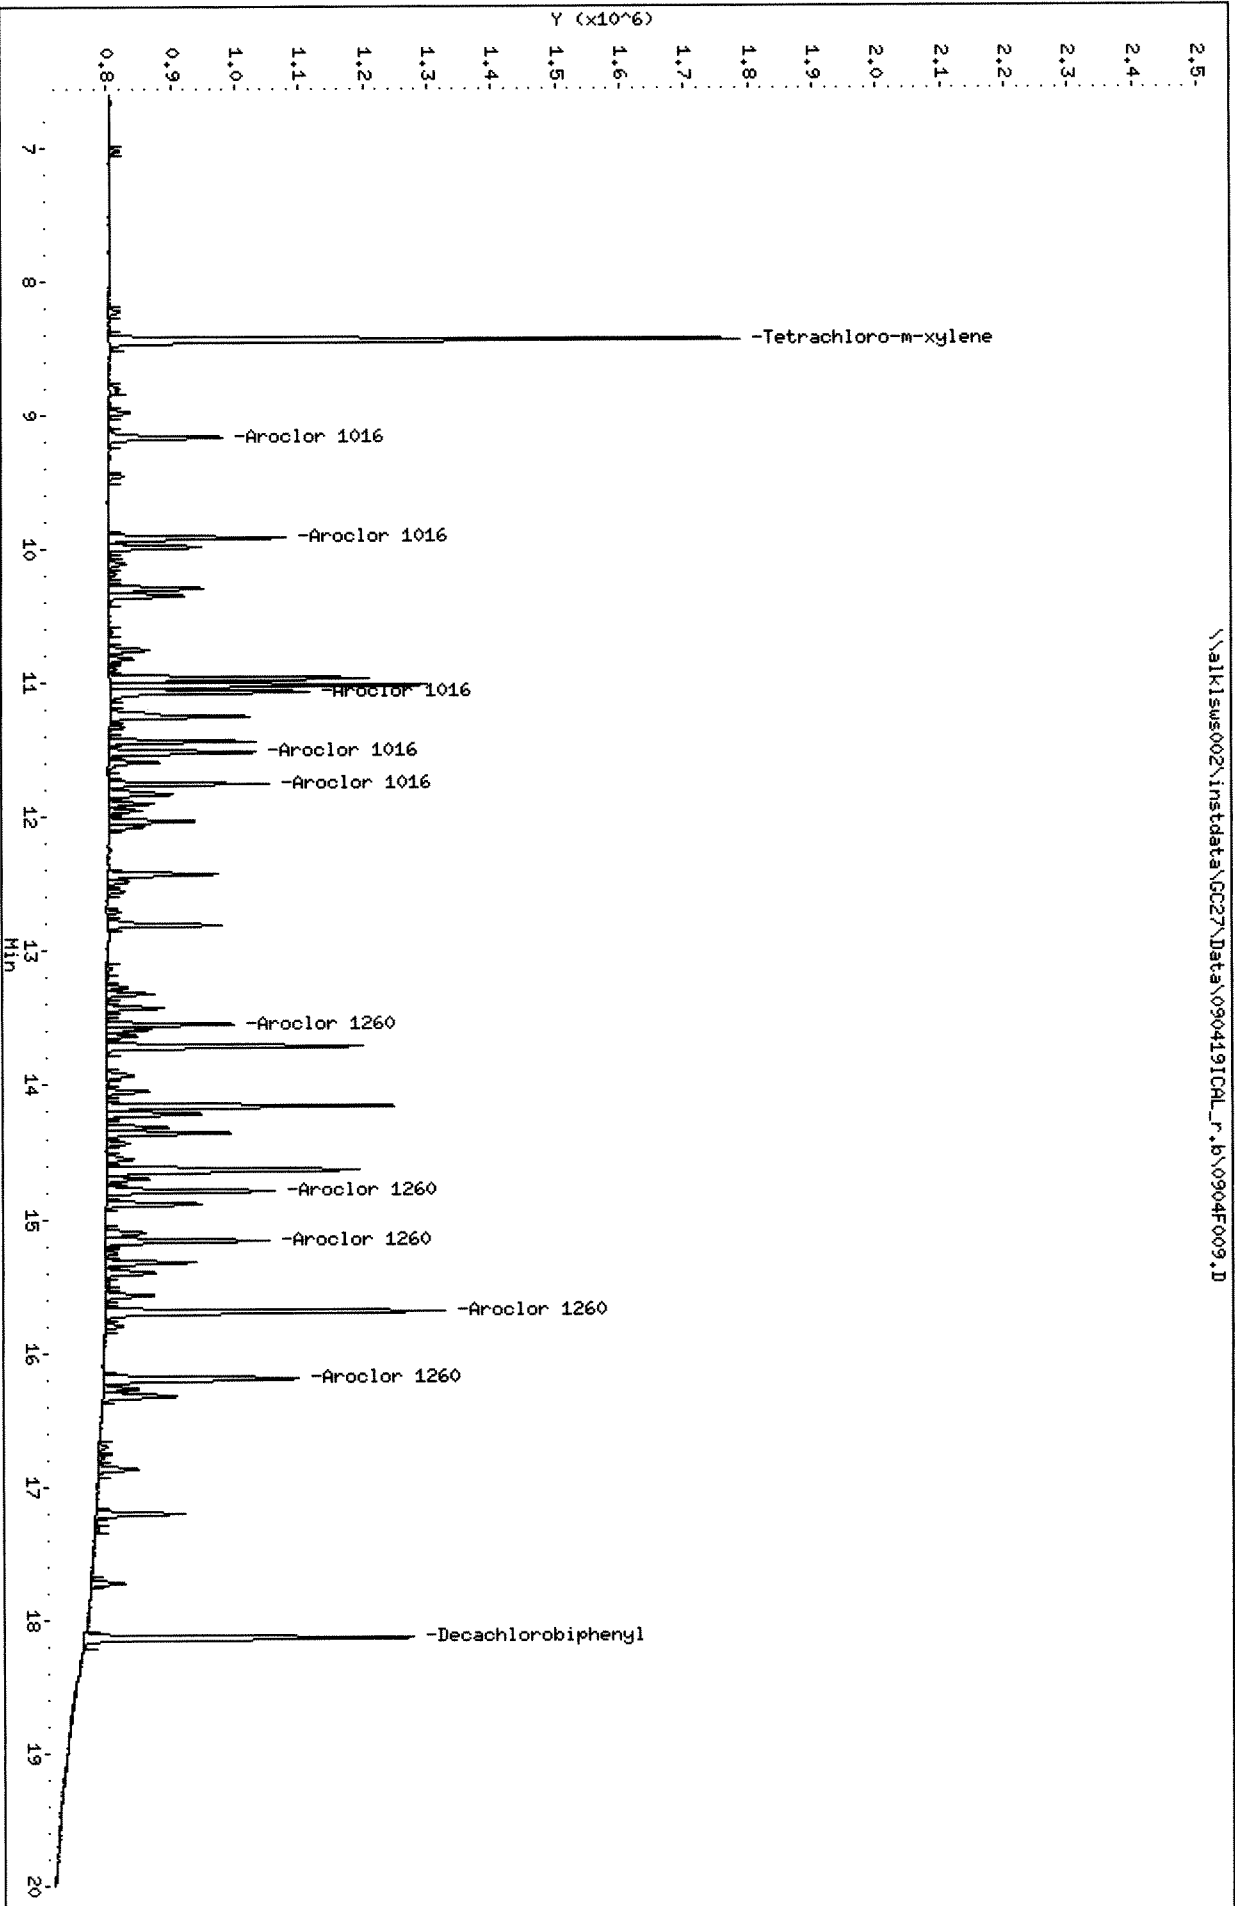 \\alklsws002\instdata\GC27\Data\090419ICAL_r.b\0904F009.D
Y (x10^6)
2.5
2.4
2.3
2.2
2.1
2.0
1.9
1.8
1.7
1.6
1.5
1.4
1.3
1.2
1.1
1.0
0.9
0.8
-Tetrachloro-m-xylene
-Aroclor 1016
-Aroclor 1016
-Aroclor 1016
-Aroclor 1016
-Aroclor 1016
-Aroclor 1260
-Aroclor 1260
-Aroclor 1260
-Aroclor 1260
-Aroclor 1260
-Decachlorobiphenyl
7 8 9 10 11 12 13 14 15 16 17 18 19 20
Min